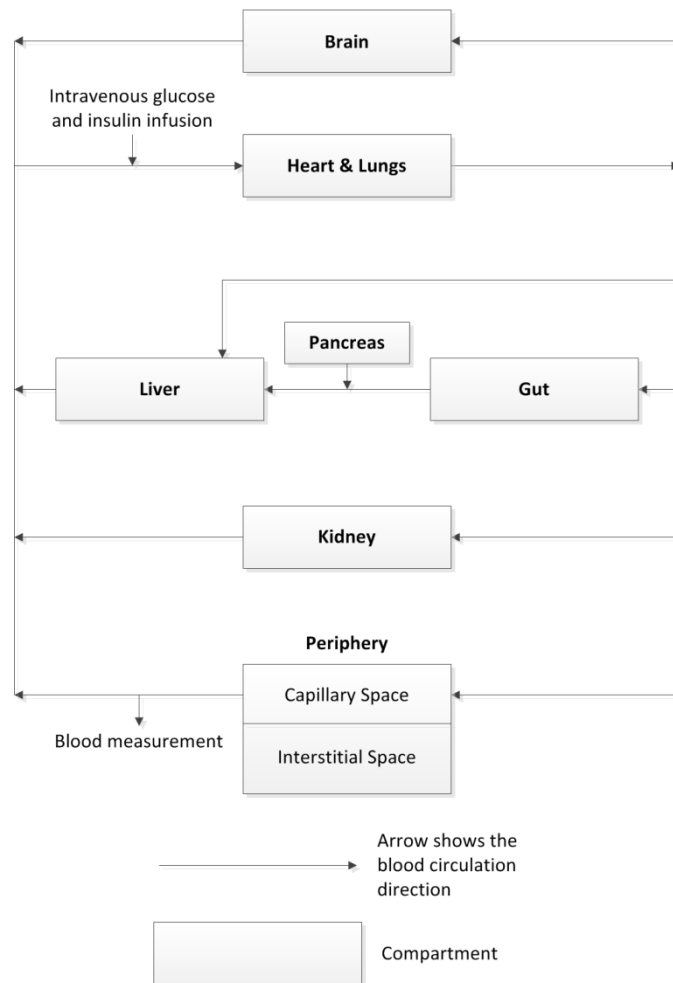 Brain
Intravenous glucose
and insulin infusion
Heart & Lungs
Pancreas
Liver
Gut
Kidney
Periphery
Capillary Space
Blood measurement
Interstitial Space
Arrow shows the
blood circulation
direction
Compartment